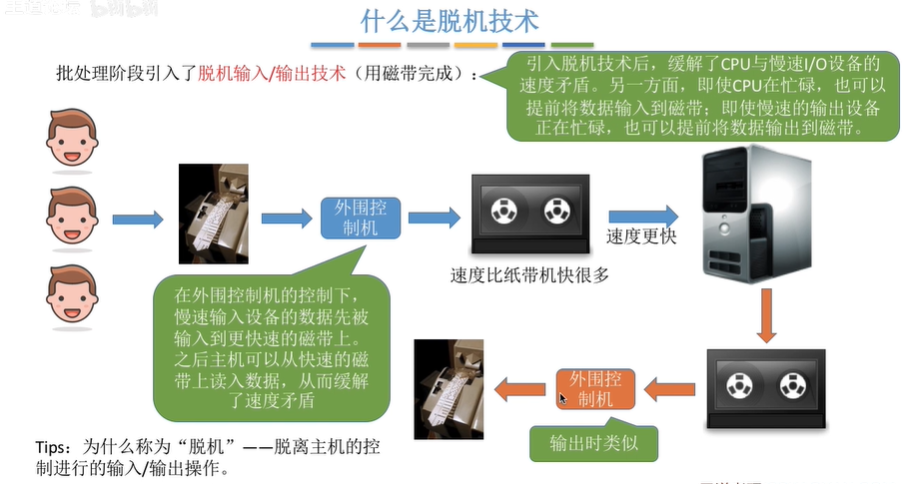 什么是脱机技术
批处理阶段引入了脱机输入/输出技术（用磁带完成）：
引入脱机技术后，缓解了CPU与慢速I/O设备的
速度矛盾。另一方面，即使CPU在忙碌，也可以
提前将数据输入到磁带；即使慢速的输出设备
正在忙碌，也可以提前将数据输出到磁带。
外围控
制机
速度更快
速度比纸带机快很多
在外围控制机的控制下，
慢速输入设备的数据先被
输入到更快速的磁带上。
之后主机可以从快速的磁
带上读入数据，从而缓解
了速度矛盾
外围控
制机
输出时类似
Tips：为什么称为“脱机”——脱离主机的控
制进行的输入/输出操作。